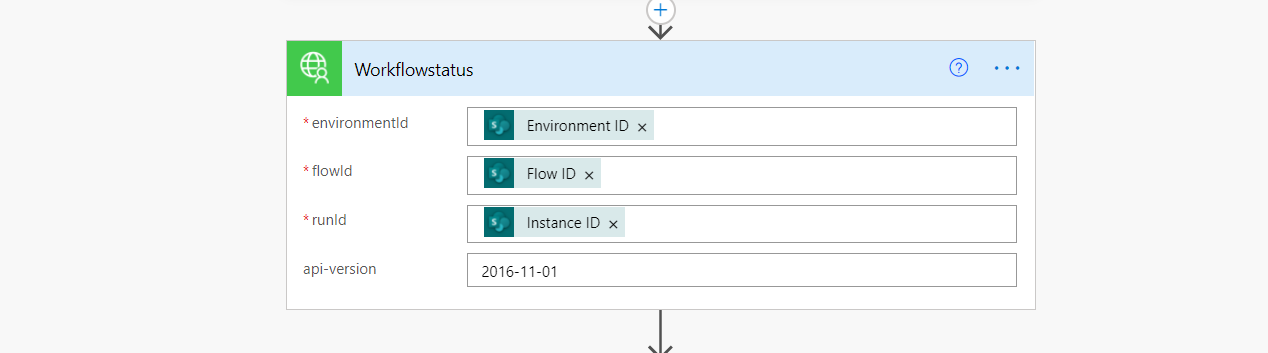 Workflowstatus
* environmentId
Environment ID ×
* flowId
Flow ID ×
* runId
Instance ID ×
api-version
2016-11-01